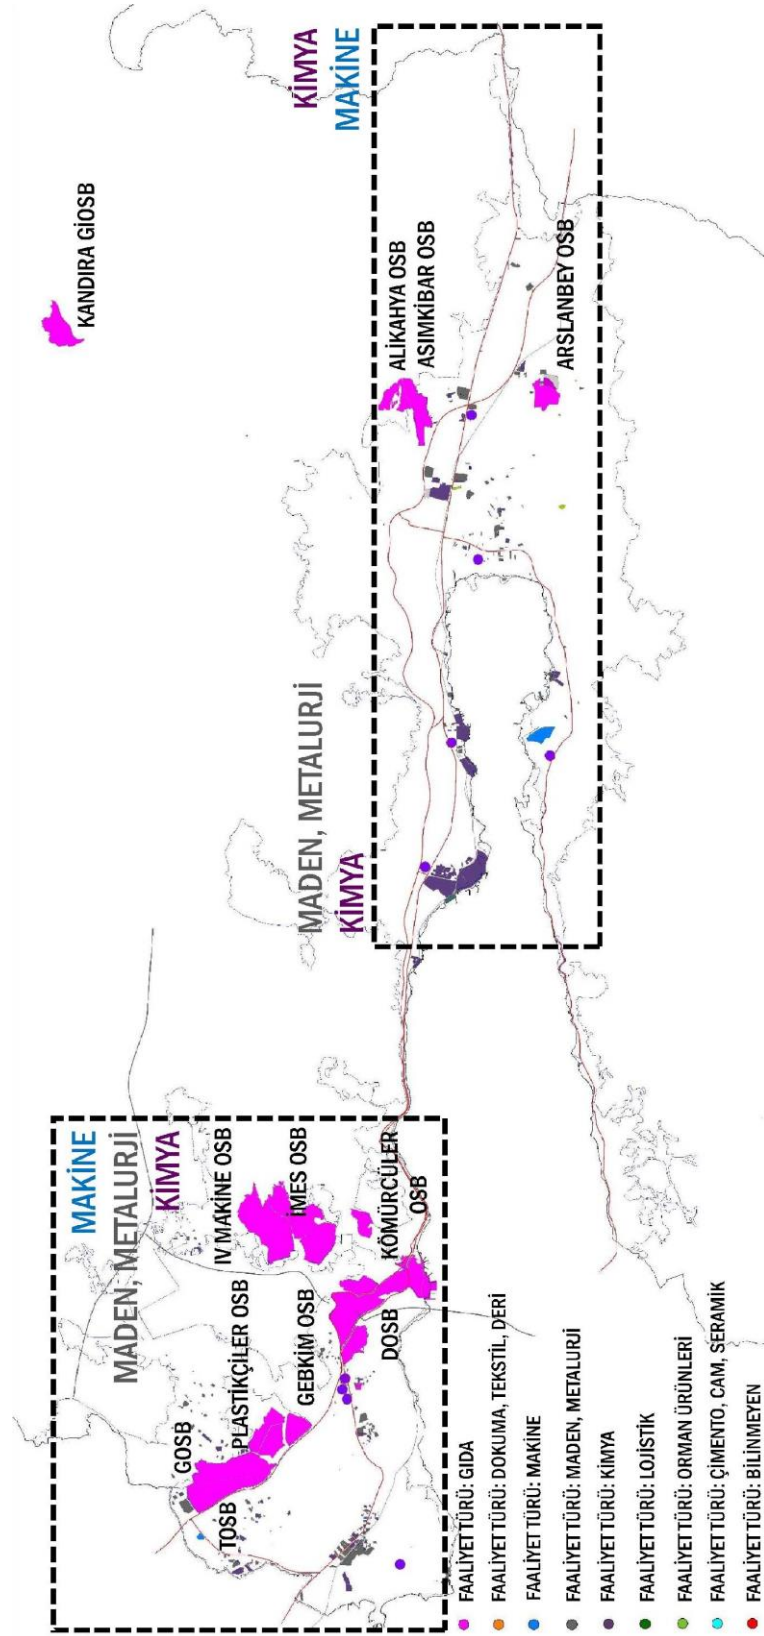 MAKİNE
MADEN, METALURJİ
KİMYA
GOSB
TOSB
PLASTİKÇİLER OSB
GEBKİM OSB
IV MAKİNE OSB
İMES OSB
DOSB
KÖMÜRCÜLER
OSB
MADEN, METALURJİ
KİMYA
KANDIRA GİOSB
KİMYA
MAKİNE
ALİKAHYA OSB
ASIMKİBAR OSB
ARSLANBEY OSB
FAALİYET TÜRÜ: GIDA
FAALİYET TÜRÜ: DOKUMA, TEKSTİL, DERİ
FAALİYET TÜRÜ: MAKİNE
FAALİYET TÜRÜ: MADEN, METALURJİ
FAALİYET TÜRÜ: KİMYA
FAALİYET TÜRÜ: LOJİSTİK
FAALİYET TÜRÜ: ORMAN ÜRÜNLERİ
FAALİYET TÜRÜ: ÇİMENTO, CAM, SERAMİK
FAALİYET TÜRÜ: BİLİNMEYEN